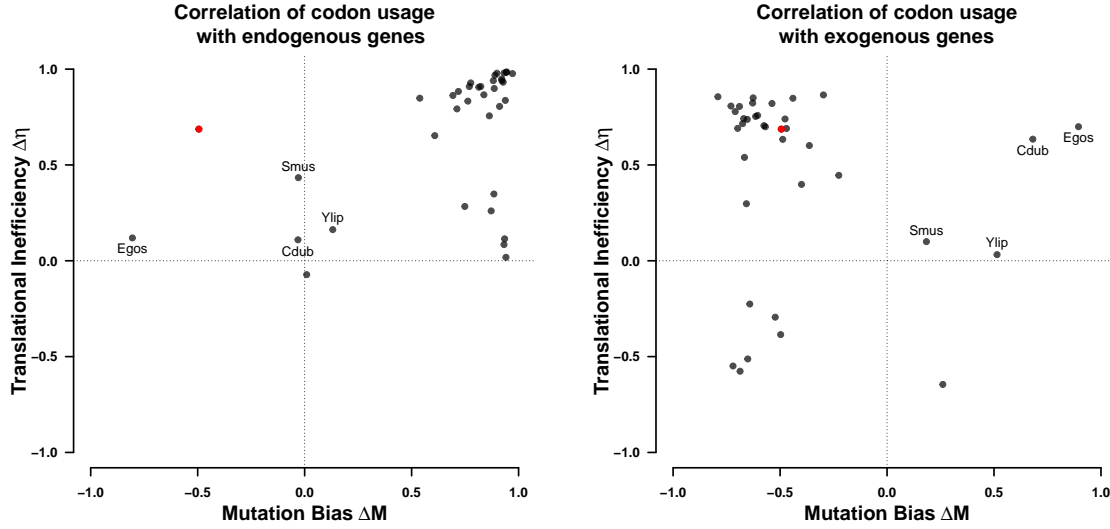 Correlation of codon usage
with endogenous genes
Translational Inefficiency Δη
1.0
0.5
0.0
−0.5
−1.0
Smus
Ylip
Egos
Cdub
−1.0 −0.5 0.0 0.5 1.0
Mutation Bias ΔM
Correlation of codon usage
with exogenous genes
Translational Inefficiency Δη
1.0
0.5
0.0
−0.5
−1.0
Egos
Cdub
Smus
Ylip
−1.0 −0.5 0.0 0.5 1.0
Mutation Bias ΔM